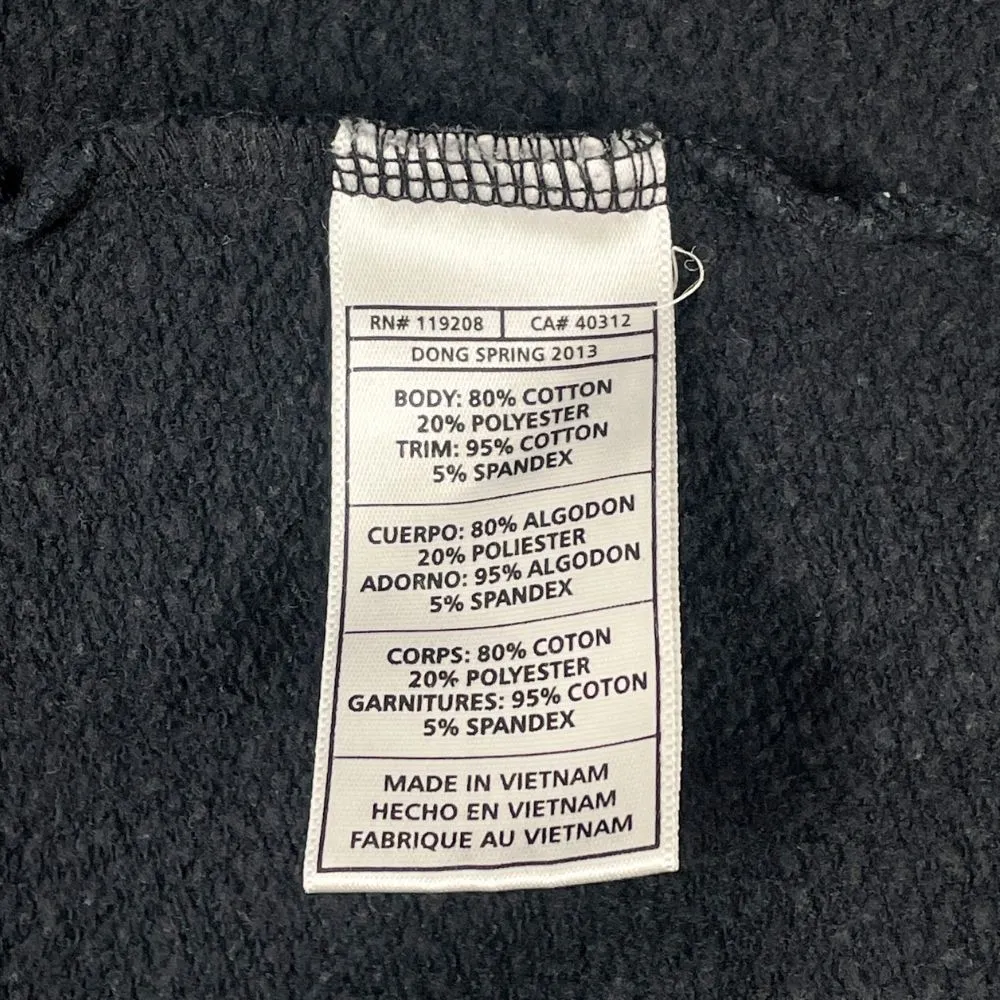 RN# 119208 CA# 40312
DONG SPRING 2013
BODY: 80% COTTON
20% POLYESTER
TRIM: 95% COTTON
5% SPANDEX
CUERPO: 80% ALGODON
20% POLIESTER
ADORNO: 95% ALGODON
5% SPANDEX
CORPS: 80% COTON
20% POLYESTER
GARNITURES: 95% COTON
5% SPANDEX
MADE IN VIETNAM
HECHO EN VIETNAM
FABRIQUE AU VIETNAM